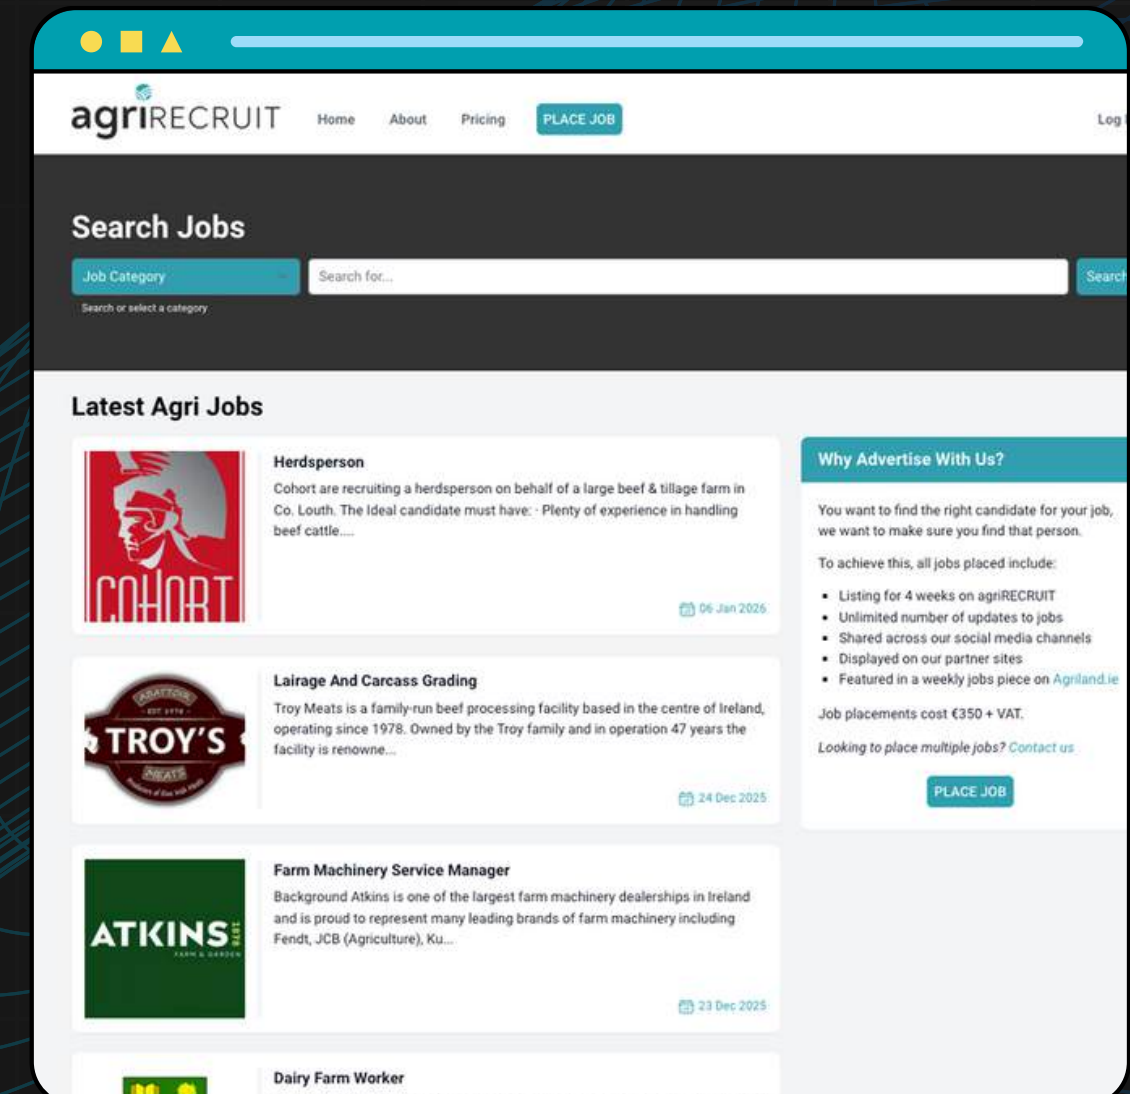 agriRECRUIT
Home
About
Pricing
PLACE JOB
Log
Search Jobs
Job Category
Search for...
Search
Search or select a category
Latest Agri Jobs
COHORT
Herdsperson
Cohort are recruiting a herdsperson on behalf of a large beef & tillage farm in
Co. Louth. The Ideal candidate must have: · Plenty of experience in handling
beef cattle....
06 Jan 2026
ABATTOIR
EST 1978
TROY'S
MEATS
Lairage And Carcass Grading
Troy Meats is a family-run beef processing facility based in the centre of Ireland,
operating since 1978. Owned by the Troy family and in operation 47 years the
facility is renowne...
24 Dec 2025
ATKINS
1878
FARM & GARDEN
Farm Machinery Service Manager
Background Atkins is one of the largest farm machinery dealerships in Ireland
and is proud to represent many leading brands of farm machinery including
Fendt, JCB (Agriculture), Ku...
23 Dec 2025
Dairy Farm Worker
Why Advertise With Us?
You want to find the right candidate for your job,
we want to make sure you find that person.
To achieve this, all jobs placed include:
▪ Listing for 4 weeks on agriRECRUIT
▪ Unlimited number of updates to jobs
▪ Shared across our social media channels
▪ Displayed on our partner sites
▪ Featured in a weekly jobs piece on Agriland.ie
Job placements cost €350 + VAT.
Looking to place multiple jobs? Contact us
PLACE JOB